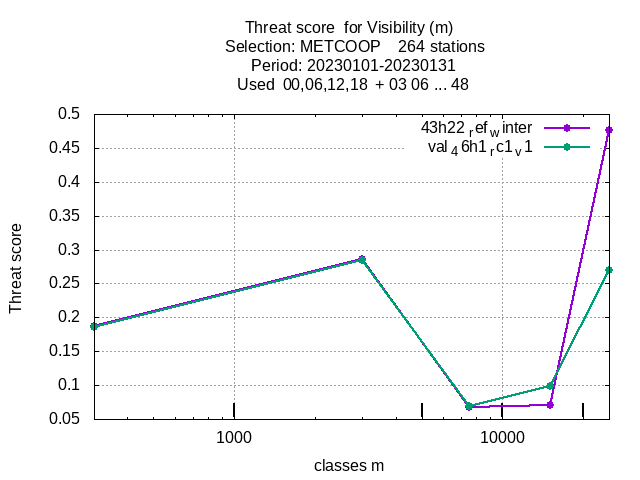 Threat score  for Visibility (m)
Selection: METCOOP    264 stations
Period: 20230101-20230131
Used  00,06,12,18  + 03 06 ... 48
43h22ref_winter
val_46h1_rc1_v1
0.5
0.45
0.4
0.35
0.3
0.25
0.2
0.15
0.1
0.05
Threat score
1000
10000
classes m